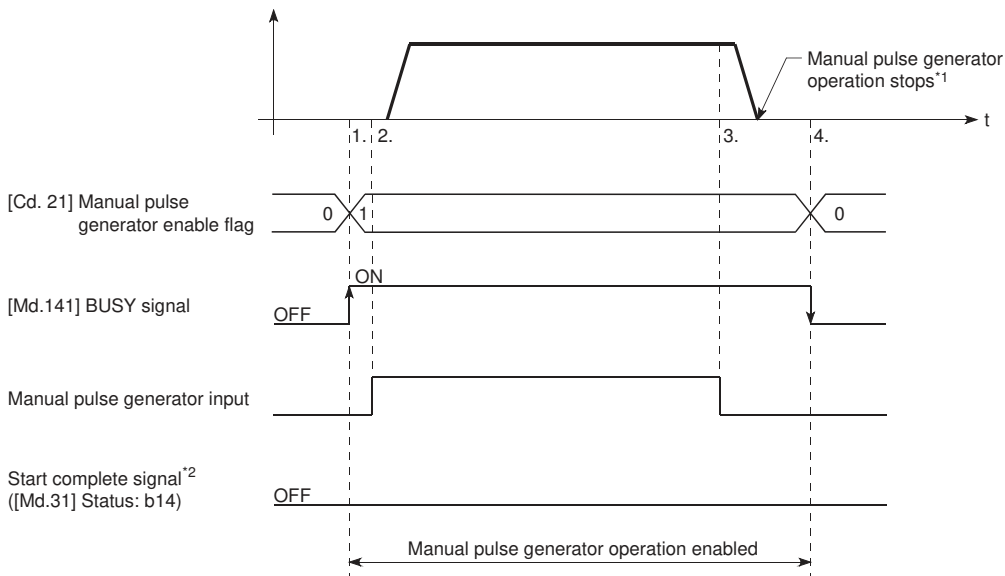 Manual pulse generator
operation stops*1
t
1. 2. 3. 4.
[Cd. 21] Manual pulse
generator enable flag
0 1 0
ON
[Md.141] BUSY signal
OFF
Manual pulse generator input
Start complete signal*2
([Md.31] Status: b14)
OFF
Manual pulse generator operation enabled